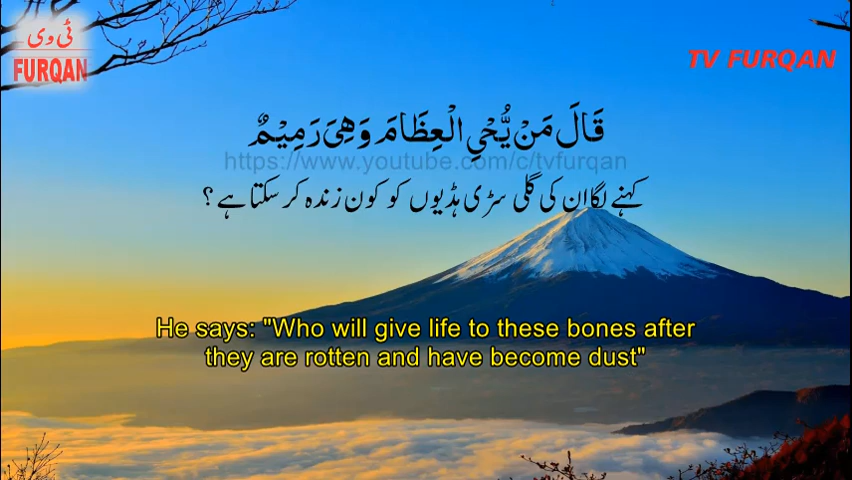 ٹی وی
FURQAN
TV FURQAN
قَالَ مَنْ يُّحْيِ الْعِظَامَ وَهِىَ رَمِيْمٌ
https://www.youtube.com/c/tvfurqan
کہنے لگا ان کی گلی سڑی ہڈیوں کو کون زندہ کر سکتا ہے ؟
He says: "Who will give life to these bones after
they are rotten and have become dust"